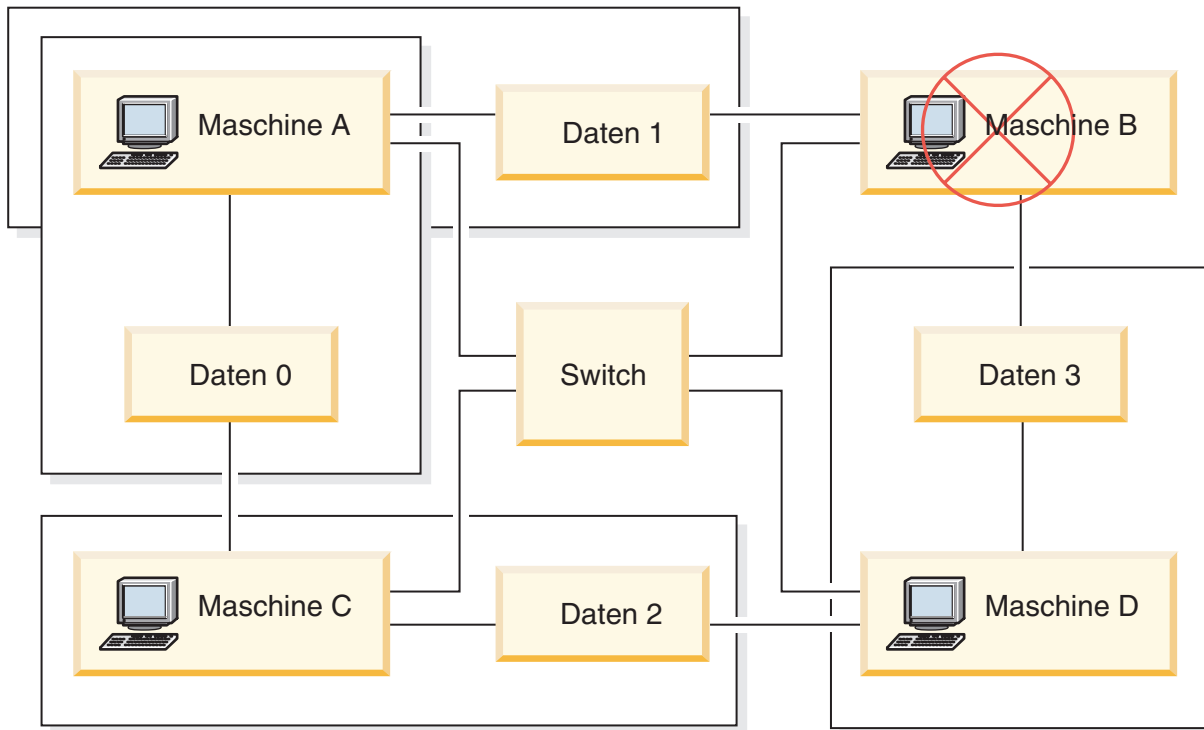 Maschine A
Daten 1
Maschine B
Daten 0
Switch
Daten 3
Maschine C
Daten 2
Maschine D